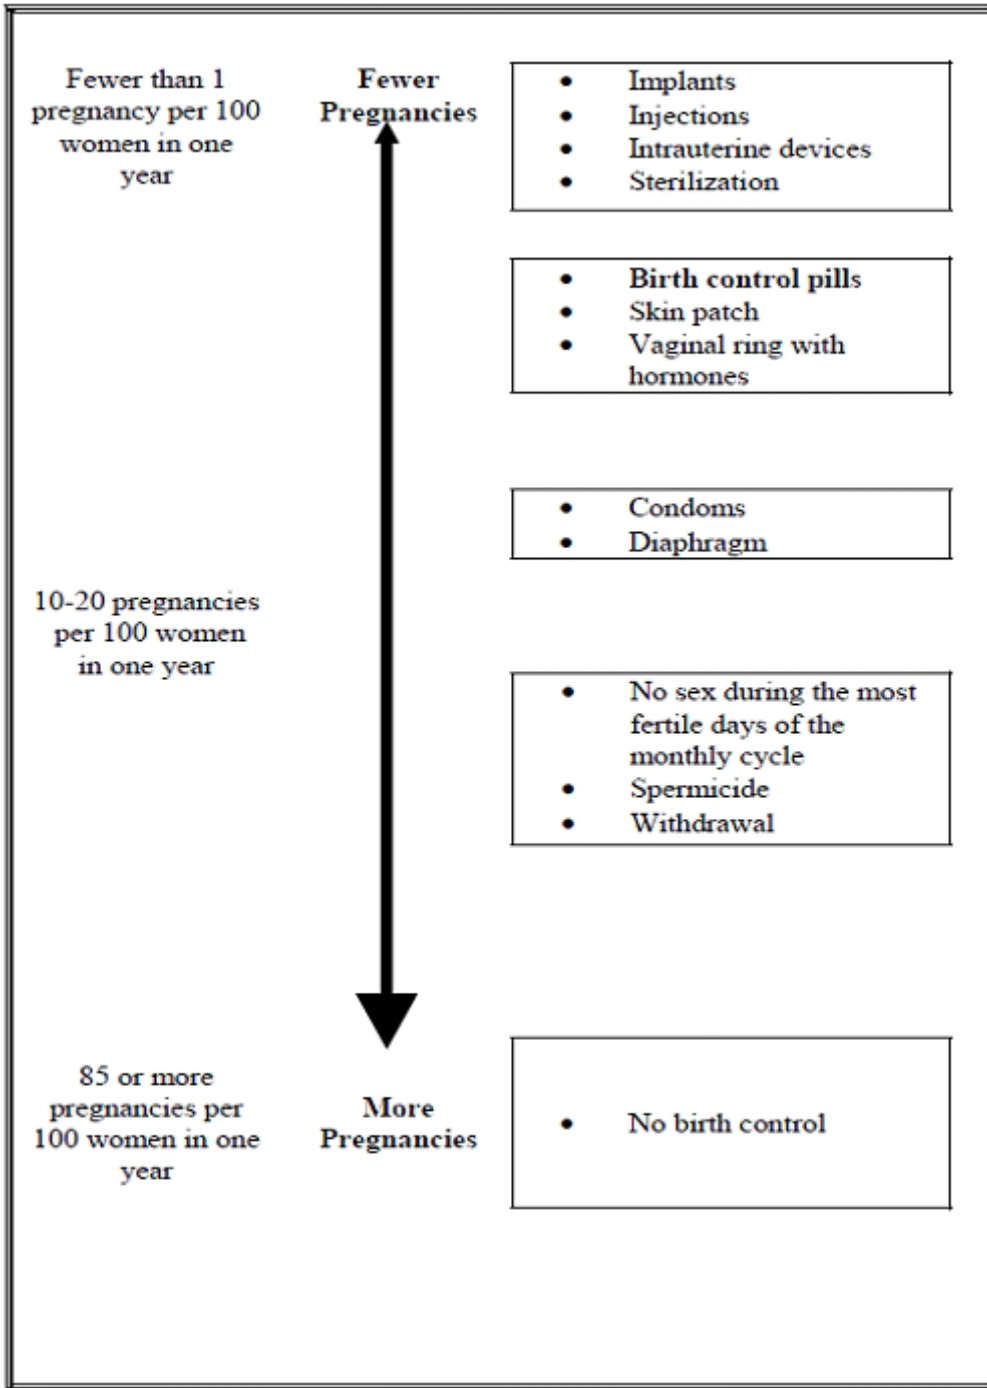 Fewer than 1
pregnancy per 100
women in one
year
Fewer
Pregnancies
• Implants
• Injections
• Intrauterine devices
• Sterilization
• Birth control pills
• Skin patch
• Vaginal ring with
hormones
• Condoms
• Diaphragm
10-20 pregnancies
per 100 women
in one year
• No sex during the most
fertile days of the
monthly cycle
• Spermicide
• Withdrawal
85 or more
pregnancies per
100 women in one
year
More
Pregnancies
• No birth control